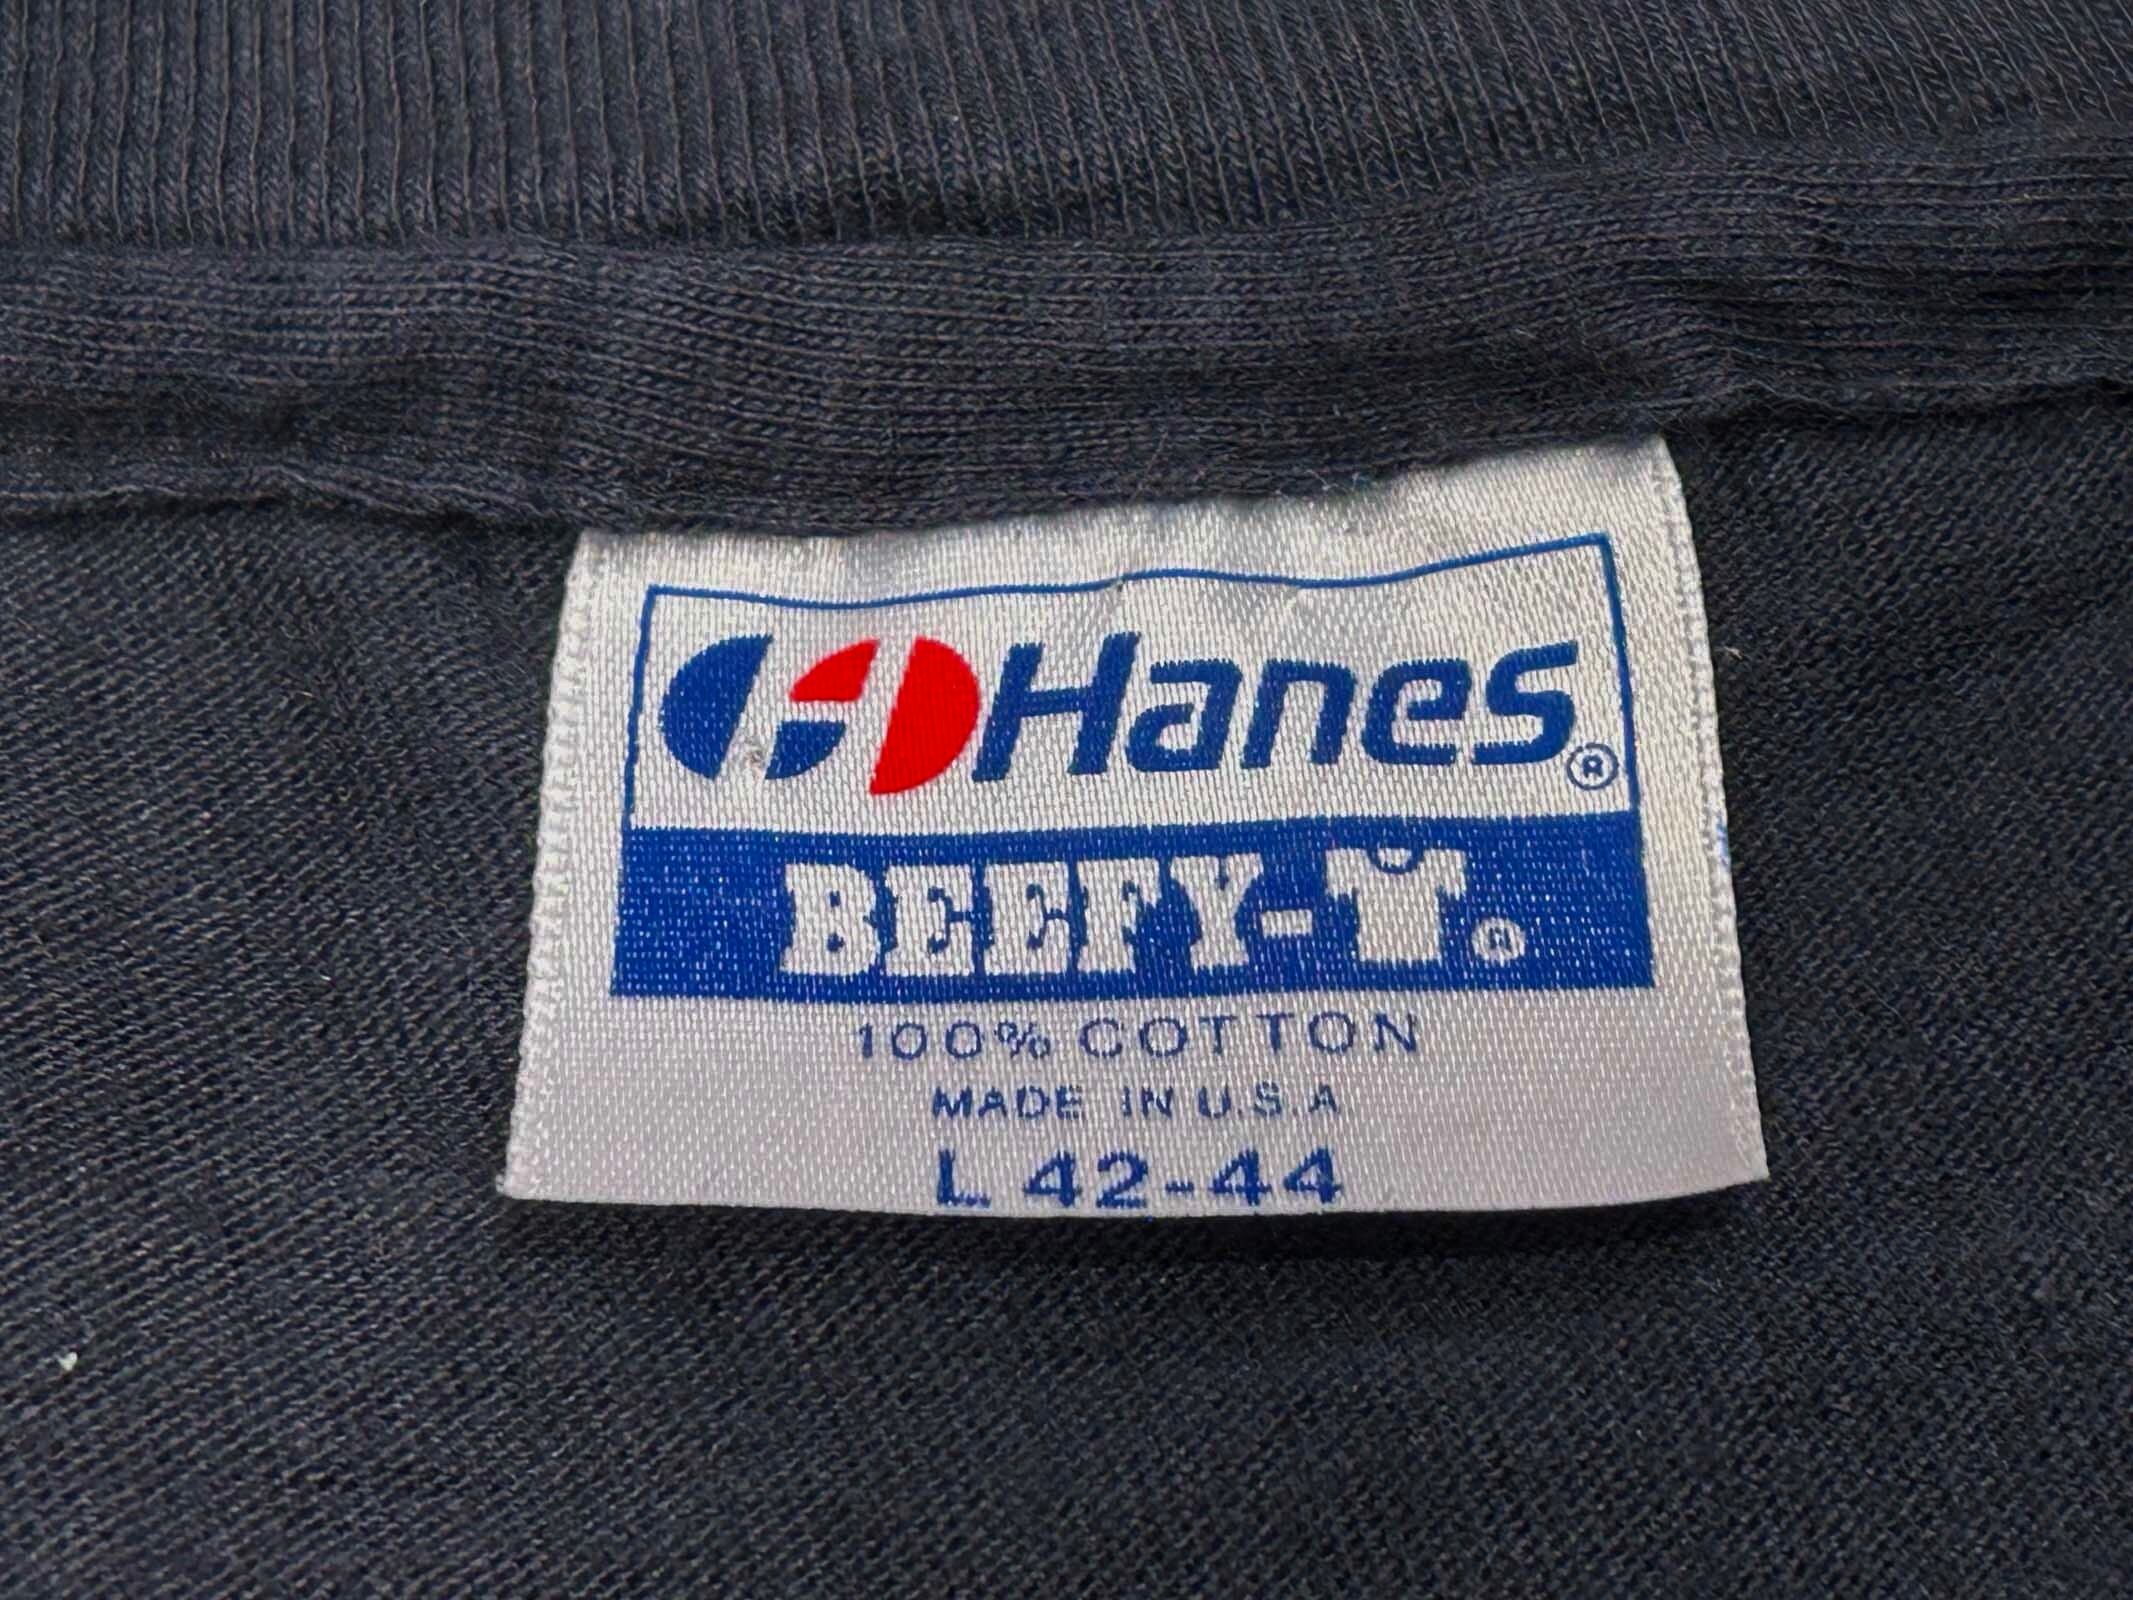 Hanes®
BEEFY-T®
100% COTTON
MADE IN U.S.A
L 42-44